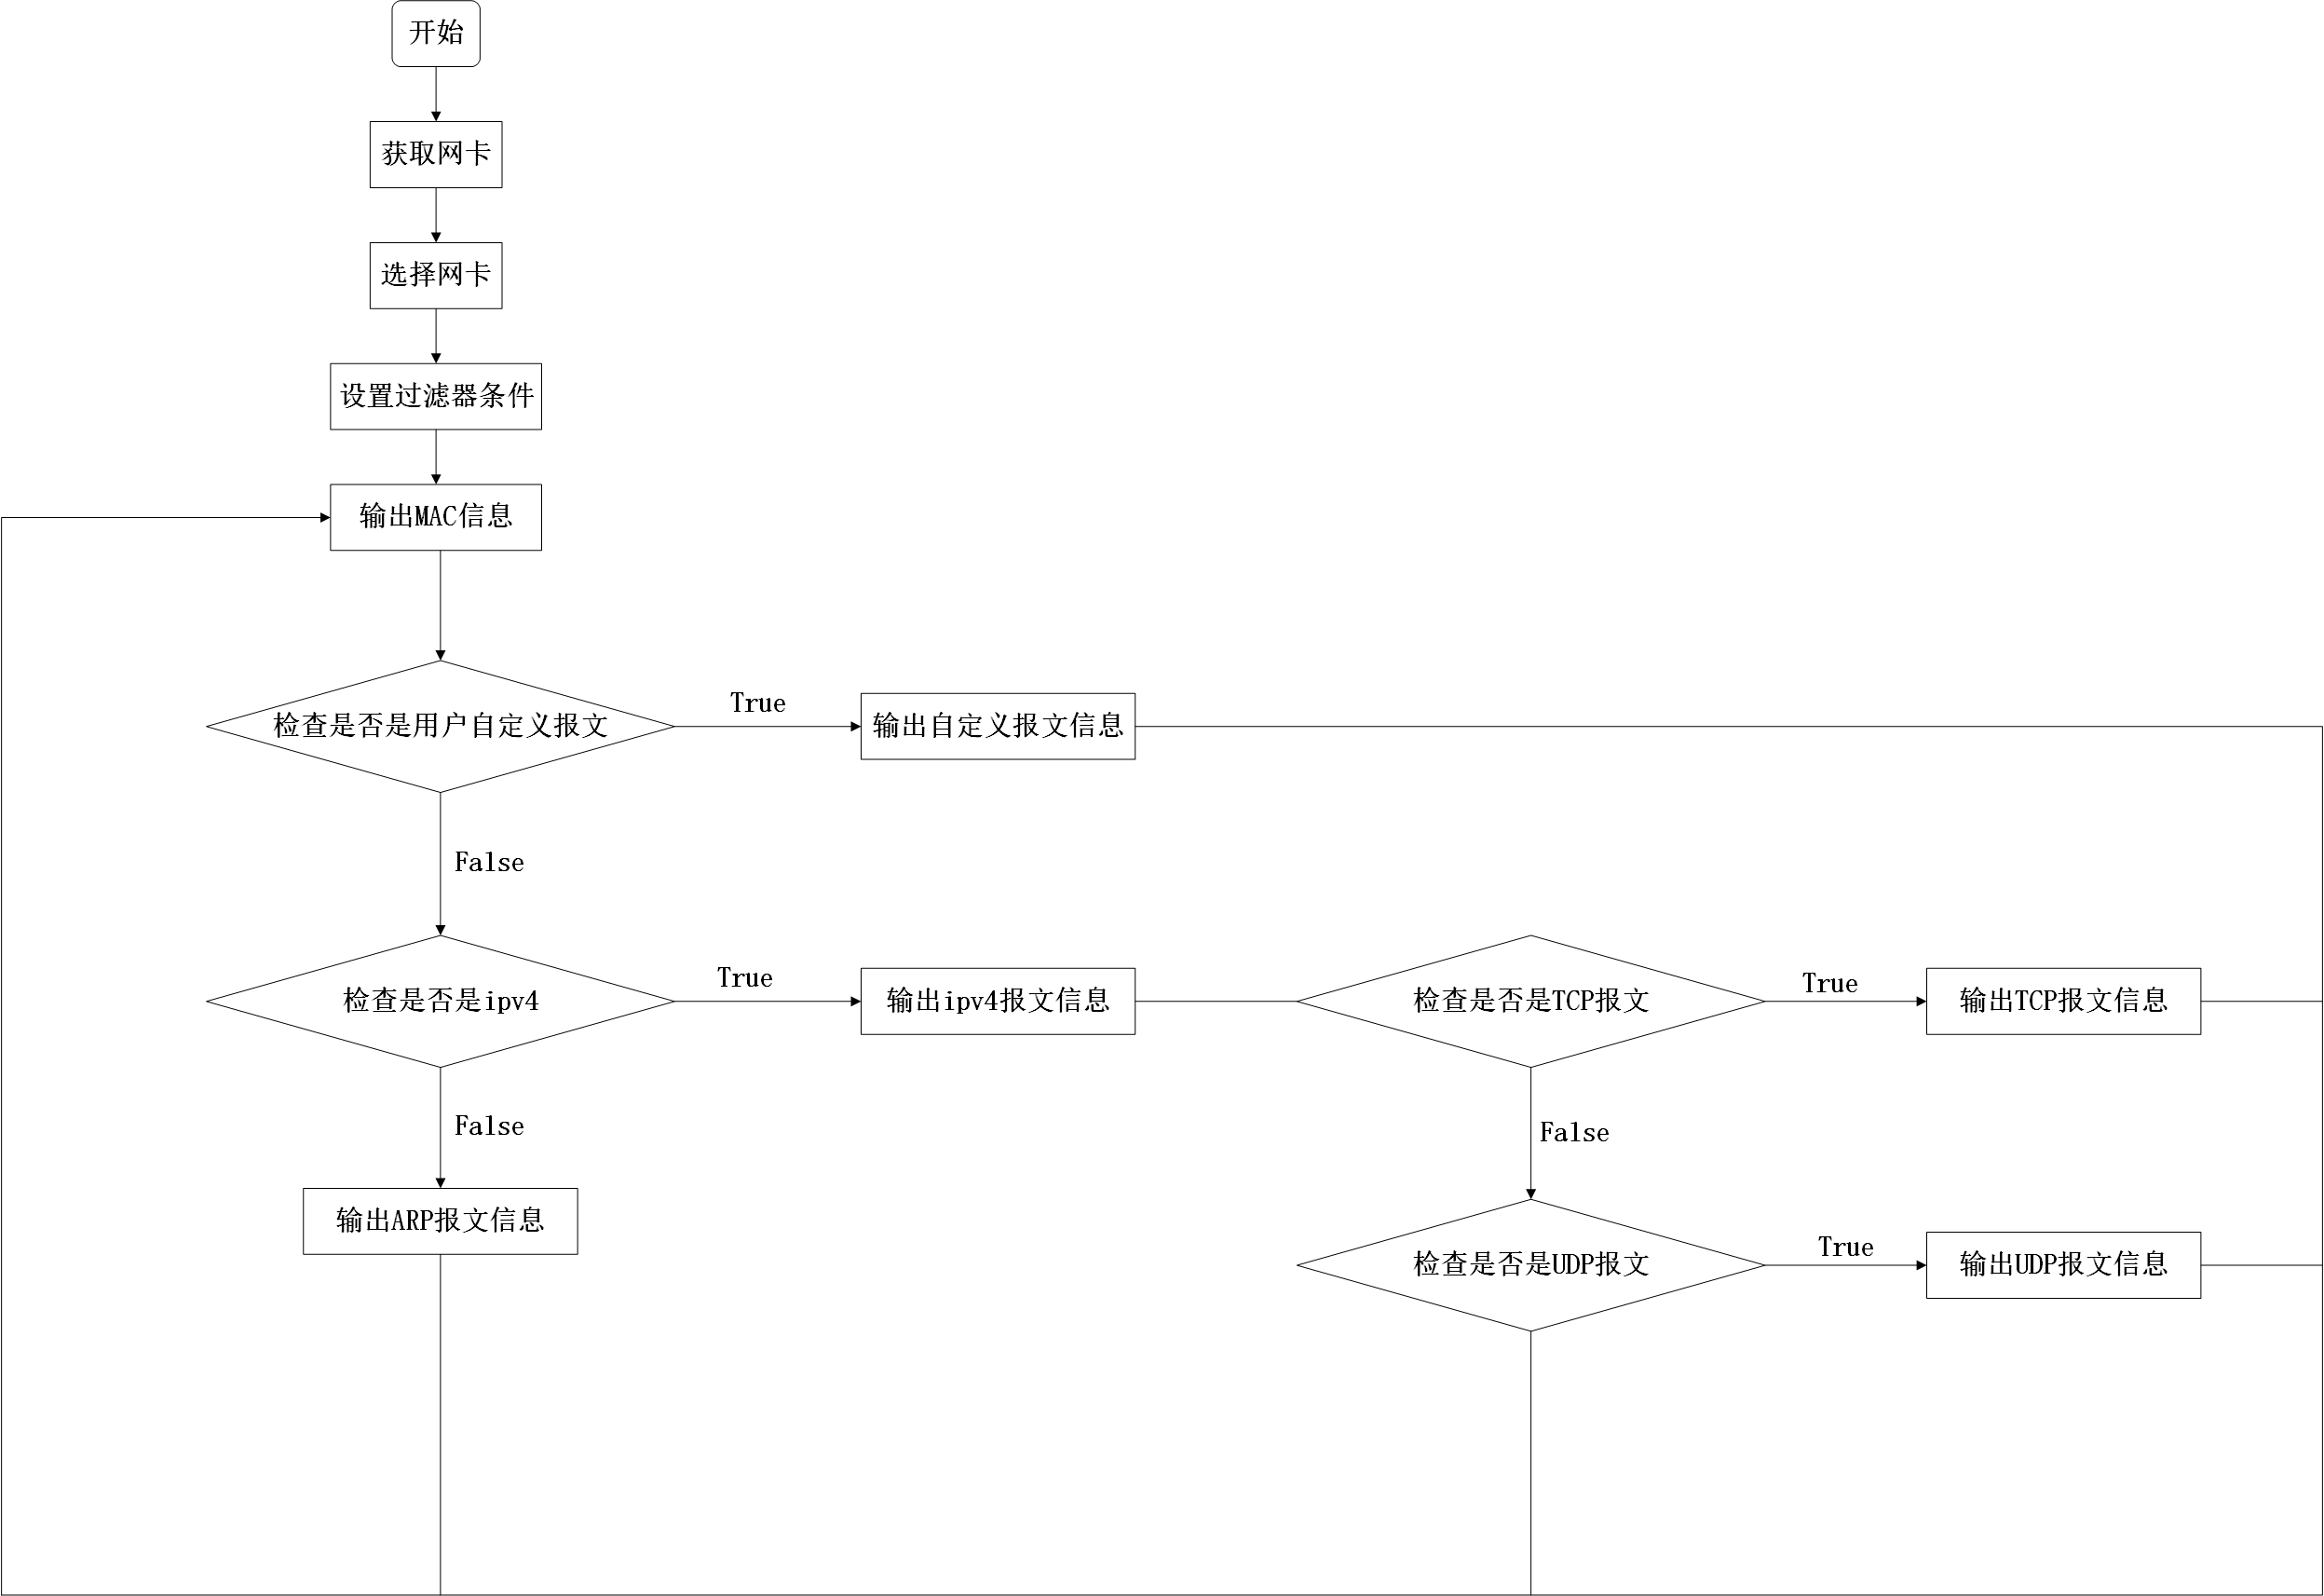 开始
获取网卡
选择网卡
设置过滤器条件
输出MAC信息
检查是否是用户自定义报文
True
输出自定义报文信息
False
检查是否是ipv4
True
输出ipv4报文信息
检查是否是TCP报文
True
输出TCP报文信息
False
False
输出ARP报文信息
检查是否是UDP报文
True
输出UDP报文信息